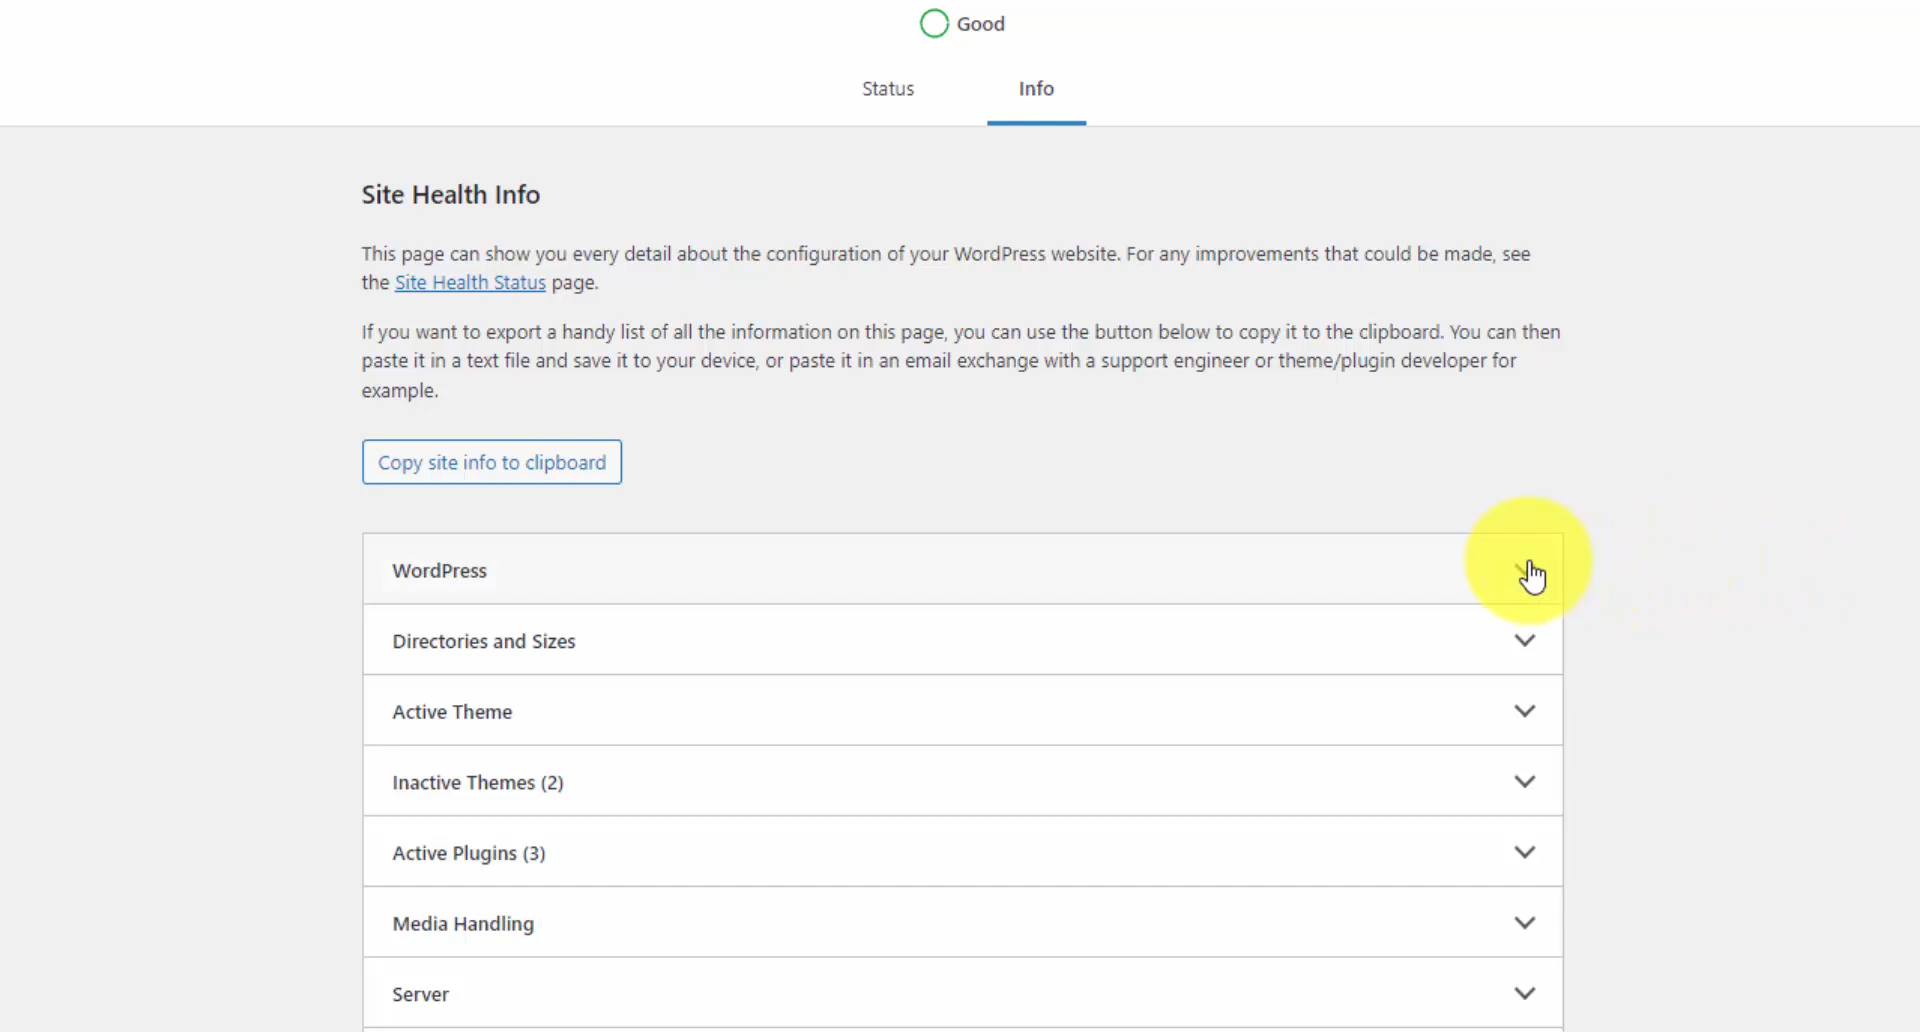 Good
Status Info
Site Health Info
This page can show you every detail about the configuration of your WordPress website. For any improvements that could be made, see
the Site Health Status page.
If you want to export a handy list of all the information on this page, you can use the button below to copy it to the clipboard. You can then
paste it in a text file and save it to your device, or paste it in an email exchange with a support engineer or theme/plugin developer for
example.
Copy site info to clipboard
WordPress
Directories and Sizes
Active Theme
Inactive Themes (2)
Active Plugins (3)
Media Handling
Server